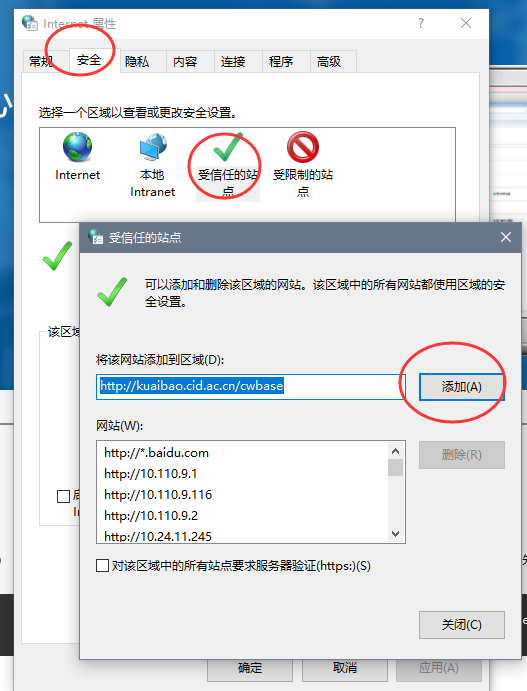 Internet 属性
?
常规 安全 隐私 内容 连接 程序 高级
选择一个区域以查看或更改安全设置。
Internet
本地
Intranet
受信任的站
点
受限制的站
点
受信任的站点
可以添加和删除该区域的网站。该区域中的所有网站都使用区域的安
全设置。
该区域
将该网站添加到区域(D):
http://kuaibao.cid.ac.cn/cwbase
添加(A)
网站(W):
http://*.baidu.com
http://10.110.9.1
http://10.110.9.116
http://10.110.9.2
http://10.24.11.245
删除(R)
对该区域中的所有站点要求服务器验证(https:)(S)
关闭(C)
确定 取消 应用(A)